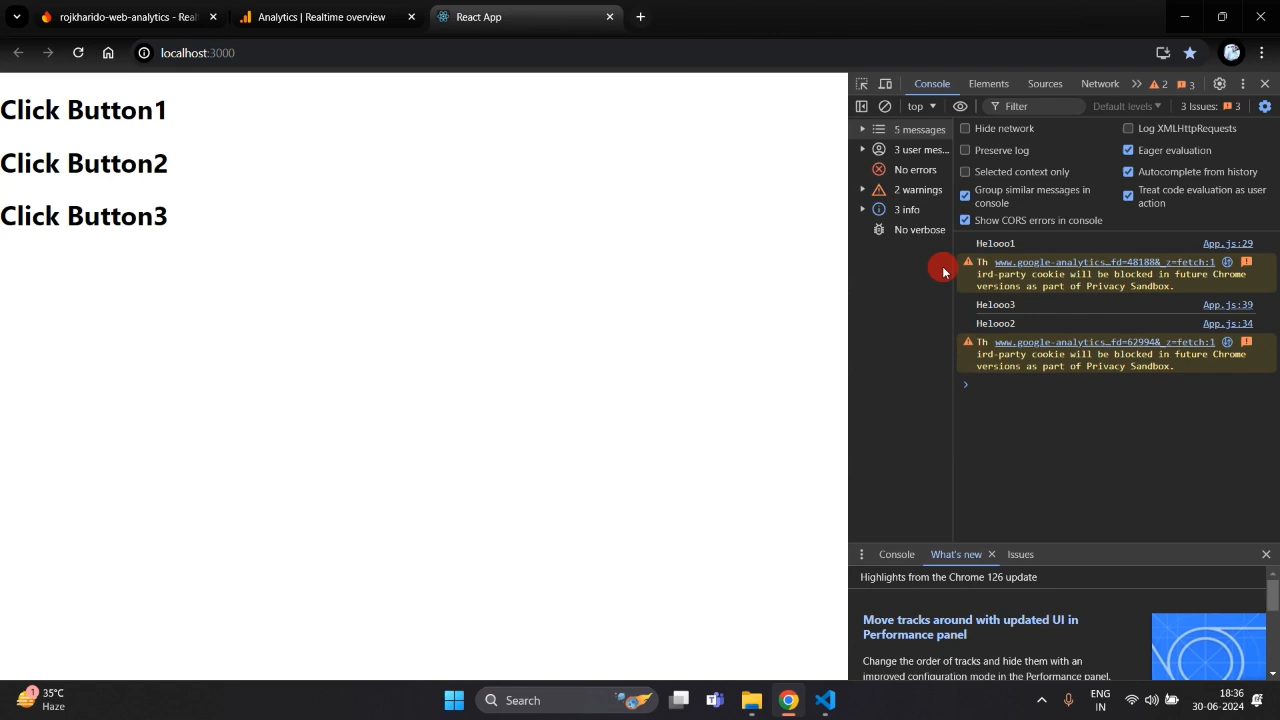 rojkharido-web-analytics - Real
Analytics | Realtime overview
React App
localhost:3000
Click Button1
Click Button2
Click Button3
Console
Elements
Sources
Network
2
3
top
Filter
Default levels
3 Issues:
3
5 messages
3 user mes...
No errors
2 warnings
3 info
No verbose
Hide network
Log XMLHttpRequests
Preserve log
Eager evaluation
Selected context only
Autocomplete from history
Group similar messages in
console
Treat code evaluation as user
action
Show CORS errors in console
Helooo1
App.js:29
Th www.google-analytics…fd=48188&_z=fetch:1
ird-party cookie will be blocked in future Chrome
versions as part of Privacy Sandbox.
Helooo3
App.js:39
Helooo2
App.js:34
Th www.google-analytics…fd=62994&_z=fetch:1
ird-party cookie will be blocked in future Chrome
versions as part of Privacy Sandbox.
Console
What's new
Issues
Highlights from the Chrome 126 update
Move tracks around with updated UI in
Performance panel
Change the order of tracks and hide them with an
improved configuration mode in the Performance panel.
1
35°C
Haze
Search
ENG
IN
18:36
30-06-2024